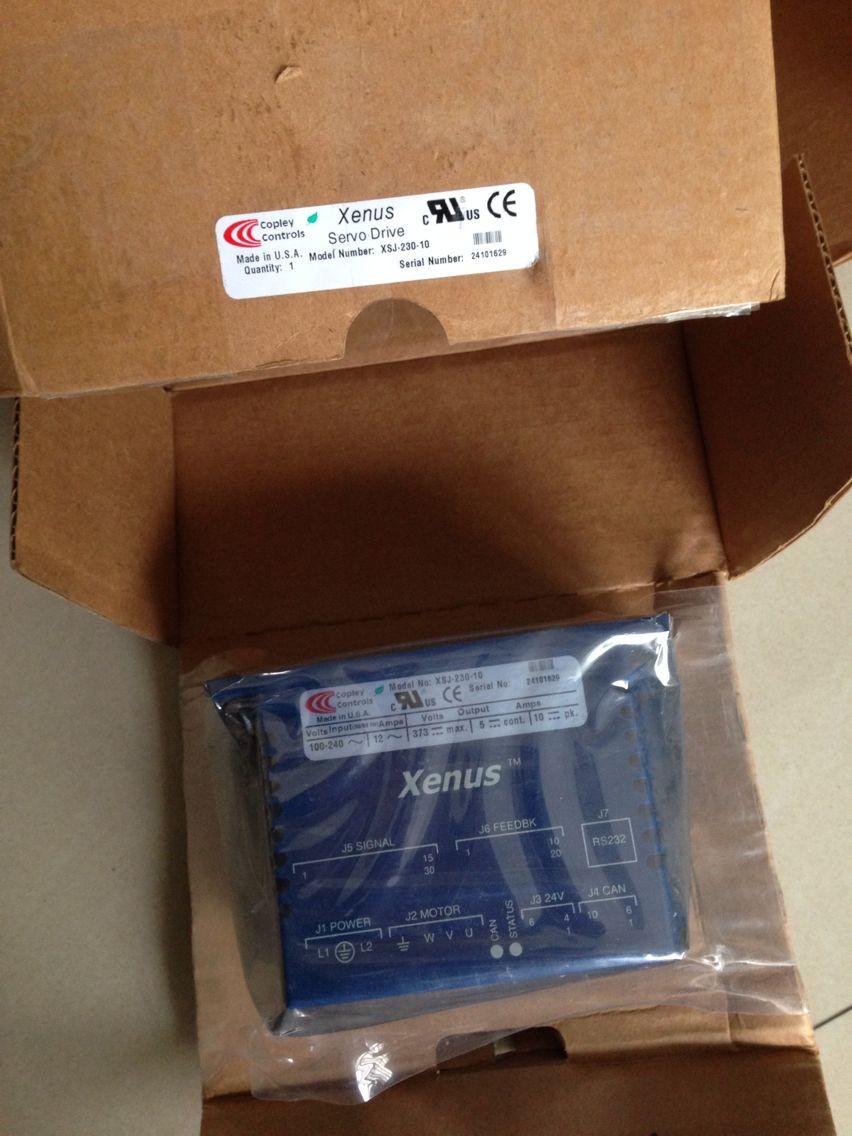 Copley Controls
Xenus
Servo Drive
c RU US CE
Made in U.S.A.
Quantity: 1
Model Number: XSJ-230-10
Serial Number: 24101629
Copley Controls
Made in U.S.A.
Model No: XSJ-230-10
c RU US CE
Serial No: 24101629
Volts Input Amps
Volts Output Amps
100-240 ~ 12 ~ 373 ⎓ max. 5 ⎓ cont. 10 ⎓ pk.
Xenus™
J5 SIGNAL
1 15
30
J6 FEEDBK
1 10
20
J7
RS232
J1 POWER
L1 L2
J2 MOTOR
W V U
CAN
STATUS
J3 24V
6 4
1
J4 CAN
10 6
1